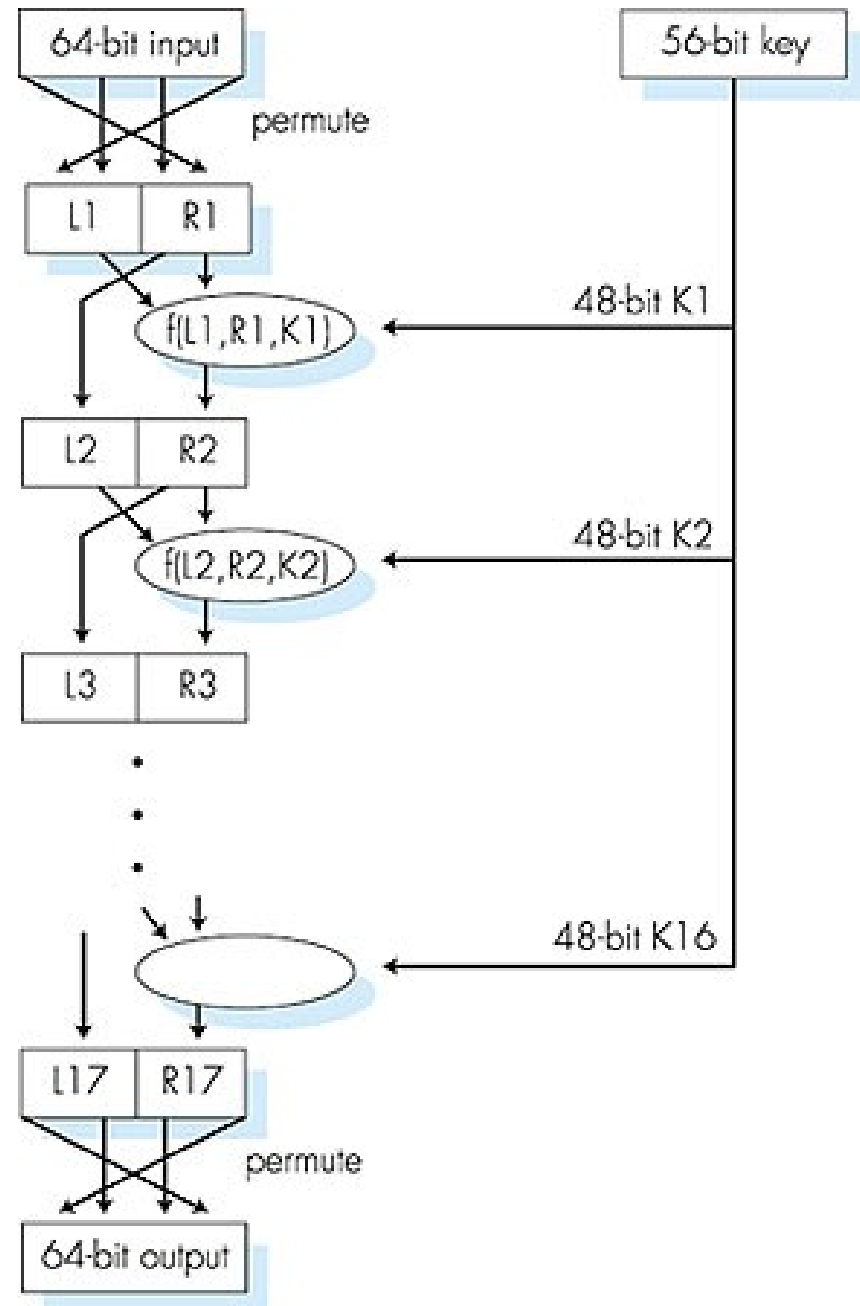 64-bit input
56-bit key
permute
L1 R1
48-bit K1
f(L1,R1,K1)
L2 R2
48-bit K2
f(L2,R2,K2)
L3 R3
48-bit K16
L17 R17
permute
64-bit output